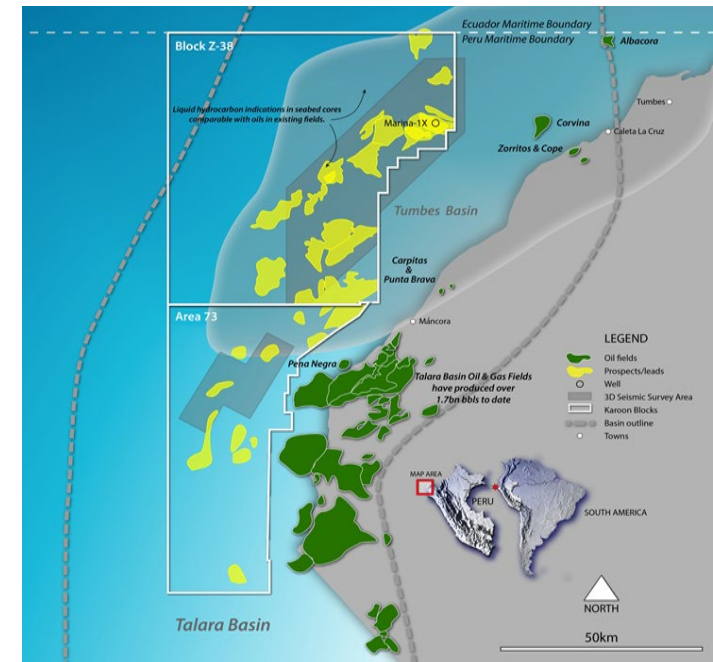 Ecuador Maritime Boundary
Peru Maritime Boundary
Block Z-38
Albacora
Liquid hydrocarbon indications in seabed cores
comparable with oils in existing fields.
Marina-1X
Tumbes
Corvina
Caleta La Cruz
Zorritos & Cope
Tumbes Basin
Carpitas
&
Punta Brava
Area 73
Máncora
Pena Negra
Talara Basin Oil & Gas Fields
have produced over
1.7bn bbls to date
LEGEND
Oil fields
Prospects/leads
Well
3D Seismic Survey Area
Karoon Blocks
Basin outline
Towns
MAP AREA
PERU
SOUTH AMERICA
NORTH
Talara Basin
50km